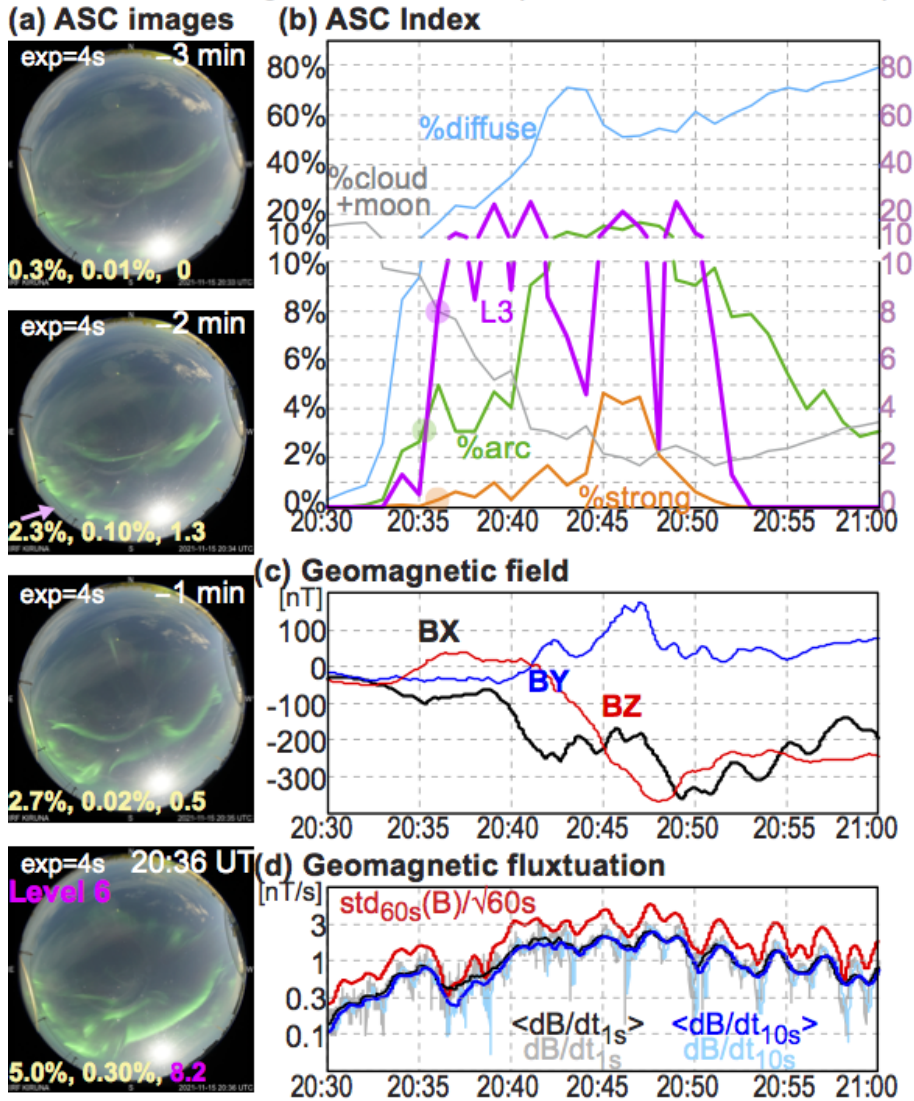 (a) ASC images
exp=4s −3 min
N
E
W
0.3%, 0.01%, 0
IRF KIRUNA S 2021-11-15 20:33 UTC
exp=4s −2 min
2.3%, 0.10%, 1.3
IRF KIRUNA S 2021-11-15 20:34 UTC
exp=4s −1 min
2.7%, 0.02%, 0.5
IRF KIRUNA S 2021-11-15 20:35 UTC
exp=4s 20:36 UT
Level 6
5.0%, 0.30%, 8.2
IRF KIRUNA S 2021-11-15 20:36 UTC
(b) ASC Index
80% 80
60% 60
40% 40
20% 20
10% 10
%diffuse
%cloud
+moon
10% 10
8% 8
6% 6
4% 4
2% 2
0% 0
L3
%arc
%strong
20:30 20:35 20:40 20:45 20:50 20:55 21:00
(c) Geomagnetic field
[nT]
100
0
-100
-200
-300
BX
BY
BZ
20:30 20:35 20:40 20:45 20:50 20:55 21:00
(d) Geomagnetic fluxtuation
[nT/s]
3
1
0.3
0.1
std60s(B)/√60s
<dB/dt1s> <dB/dt10s>
dB/dt1s dB/dt10s
20:30 20:35 20:40 20:45 20:50 20:55 21:00